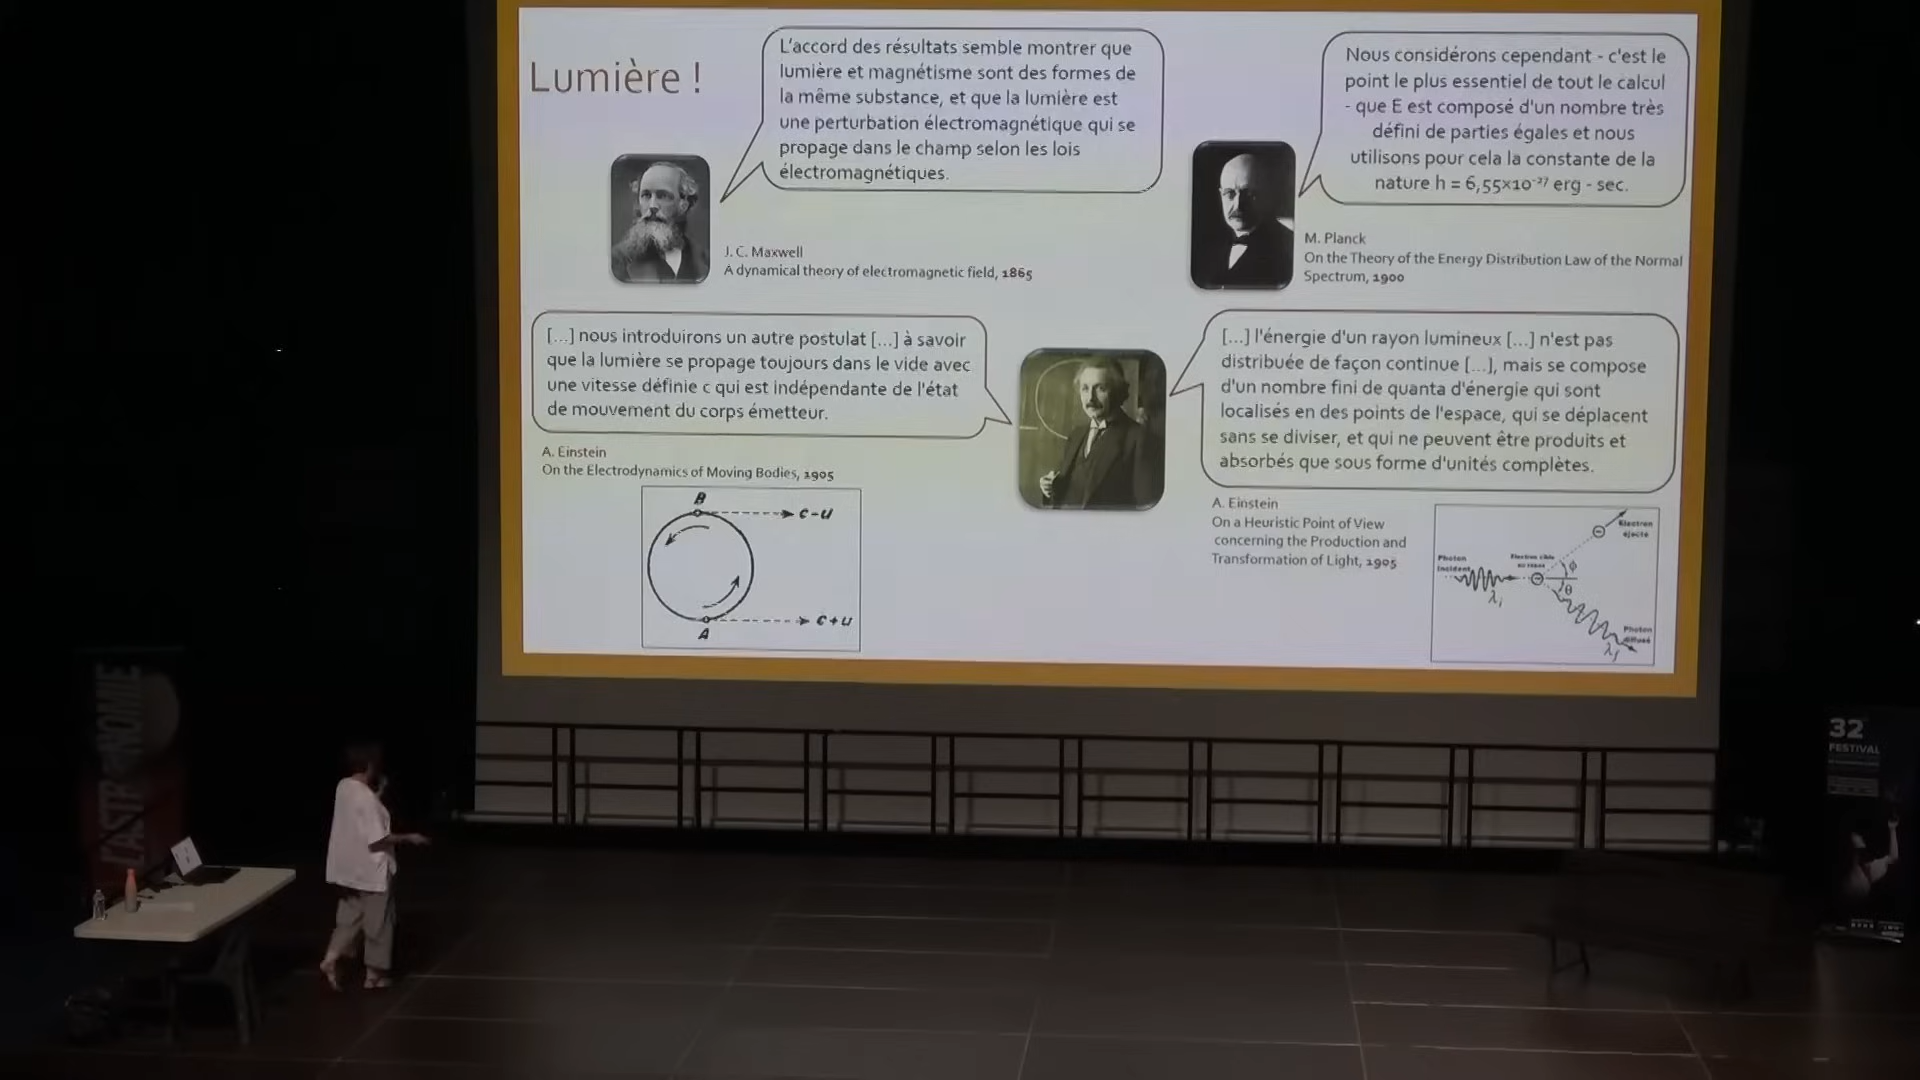 Lumière !
L'accord des résultats semble montrer que
lumière et magnétisme sont des formes de
la même substance, et que la lumière est
une perturbation électromagnétique qui se
propage dans le champ selon les lois
électromagnétiques.
J. C. Maxwell
A dynamical theory of electromagnetic field, 1865
Nous considérons cependant - c'est le
point le plus essentiel de tout le calcul
- que E est composé d'un nombre très
défini de parties égales et nous
utilisons pour cela la constante de la
nature h = 6,55×10⁻²⁷ erg - sec.
M. Planck
On the Theory of the Energy Distribution Law of the Normal
Spectrum, 1900
[...] nous introduirons un autre postulat [...] à savoir
que la lumière se propage toujours dans le vide avec
une vitesse définie c qui est indépendante de l'état
de mouvement du corps émetteur.
A. Einstein
On the Electrodynamics of Moving Bodies, 1905
B
c-u
A
c+u
[...] l'énergie d'un rayon lumineux [...] n'est pas
distribuée de façon continue [...], mais se compose
d'un nombre fini de quanta d'énergie qui sont
localisés en des points de l'espace, qui se déplacent
sans se diviser, et qui ne peuvent être produits et
absorbés que sous forme d'unités complètes.
A. Einstein
On a Heuristic Point of View
concerning the Production and
Transformation of Light, 1905
Electron
éjecté
Photon
incident
Electron cible
φ
θ
λi
Photon
diffusé
λf
L'ASTRONOMIE
32
FESTIVAL